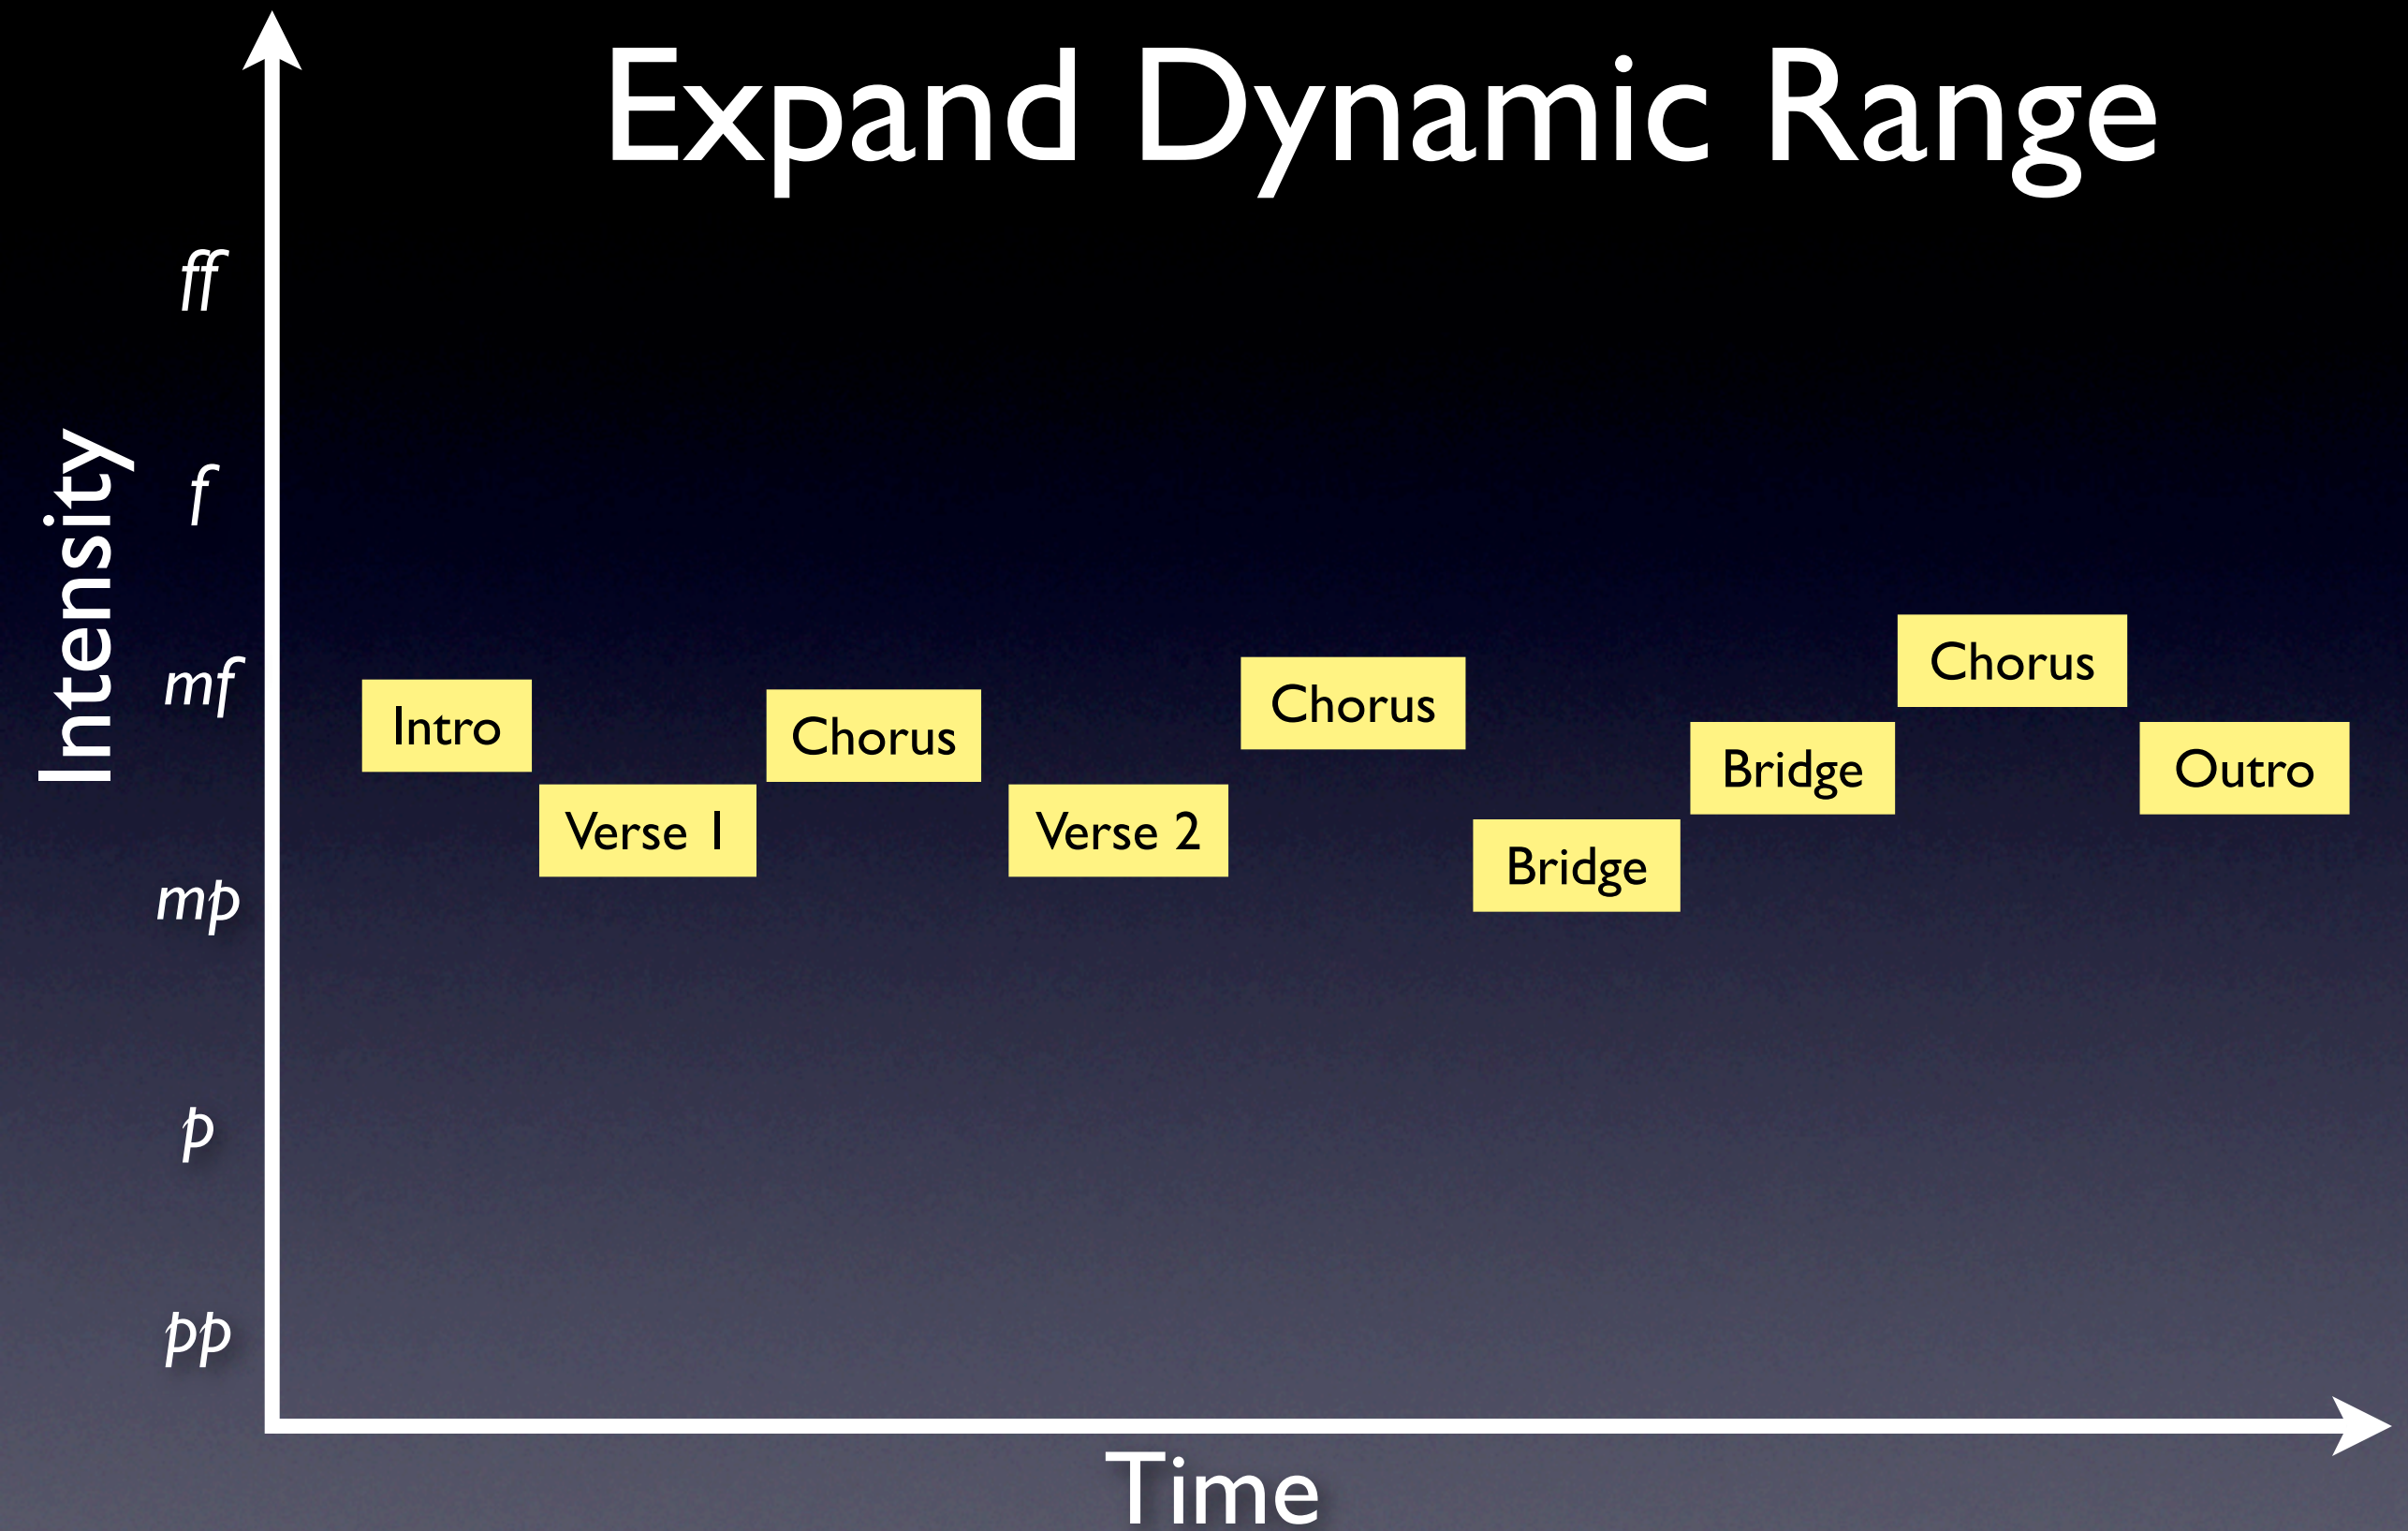 Expand Dynamic Range
Intensity
ff
f
mf
mp
p
pp
Intro
Verse 1
Chorus
Verse 2
Chorus
Bridge
Bridge
Chorus
Outro
Time